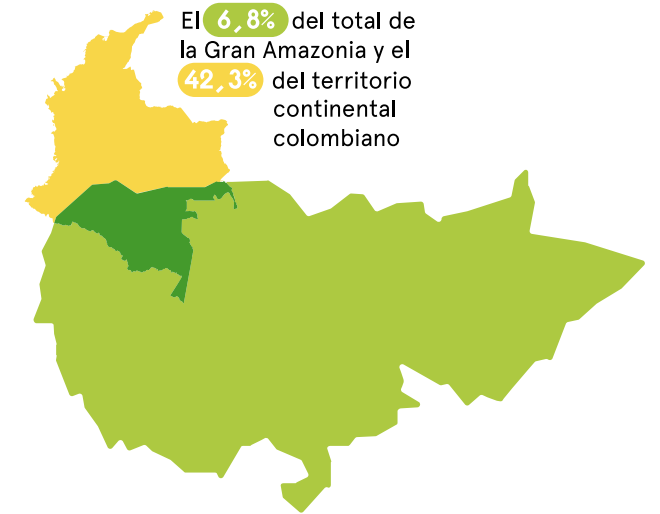 El 6,8% del total de
la Gran Amazonia y el
42,3% del territorio
continental
colombiano